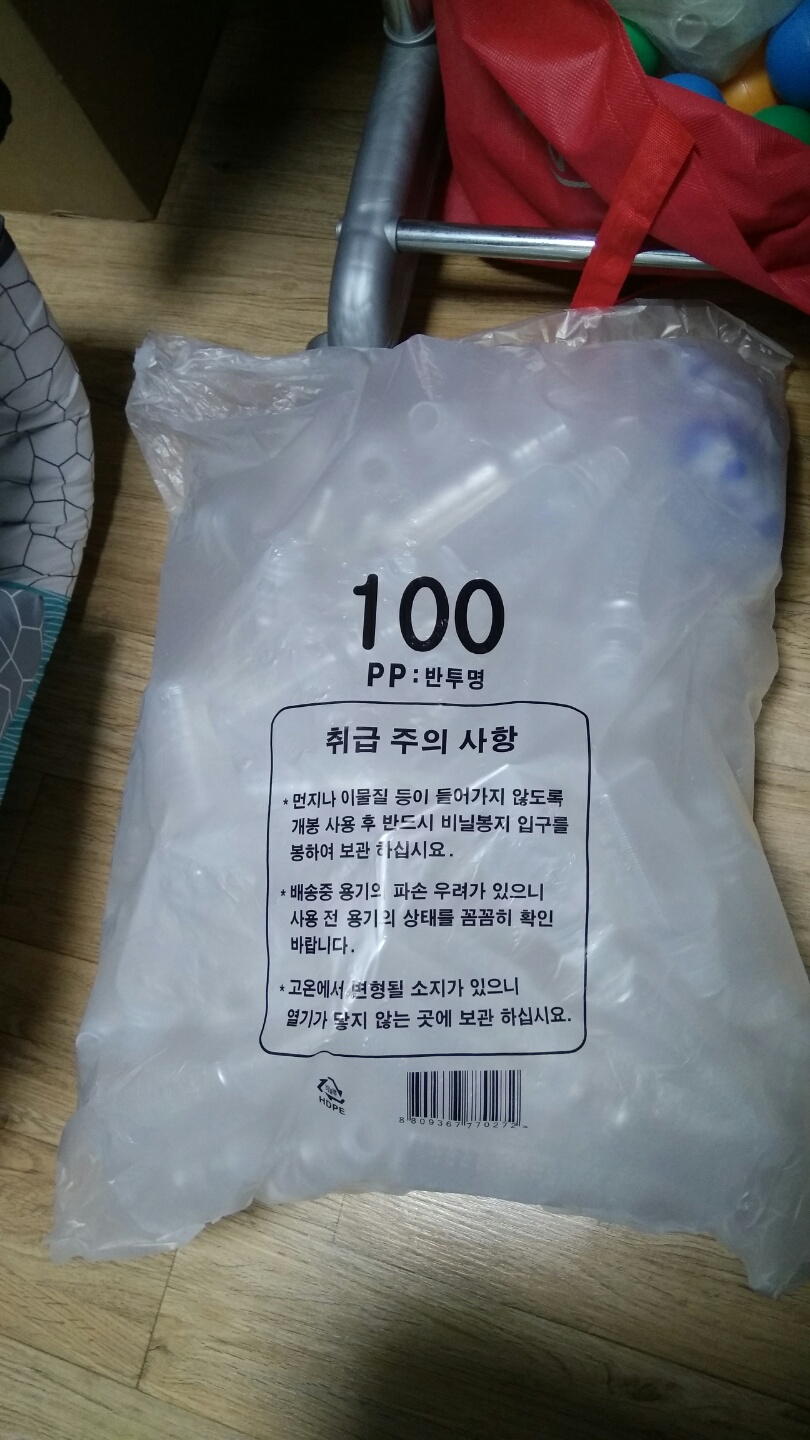 100
PP:반투명
취급 주의 사항
* 먼지나 이물질 등이 들어가지 않도록
개봉 사용 후 반드시 비닐봉지 입구를
봉하여 보관 하십시요.
* 배송중 용기의 파손 우려가 있으니
사용 전 용기의 상태를 꼼꼼히 확인
바랍니다.
* 고온에서 변형될 소지가 있으니
열기가 닿지 않는 곳에 보관 하십시요.
HDPE
8 809367 770272